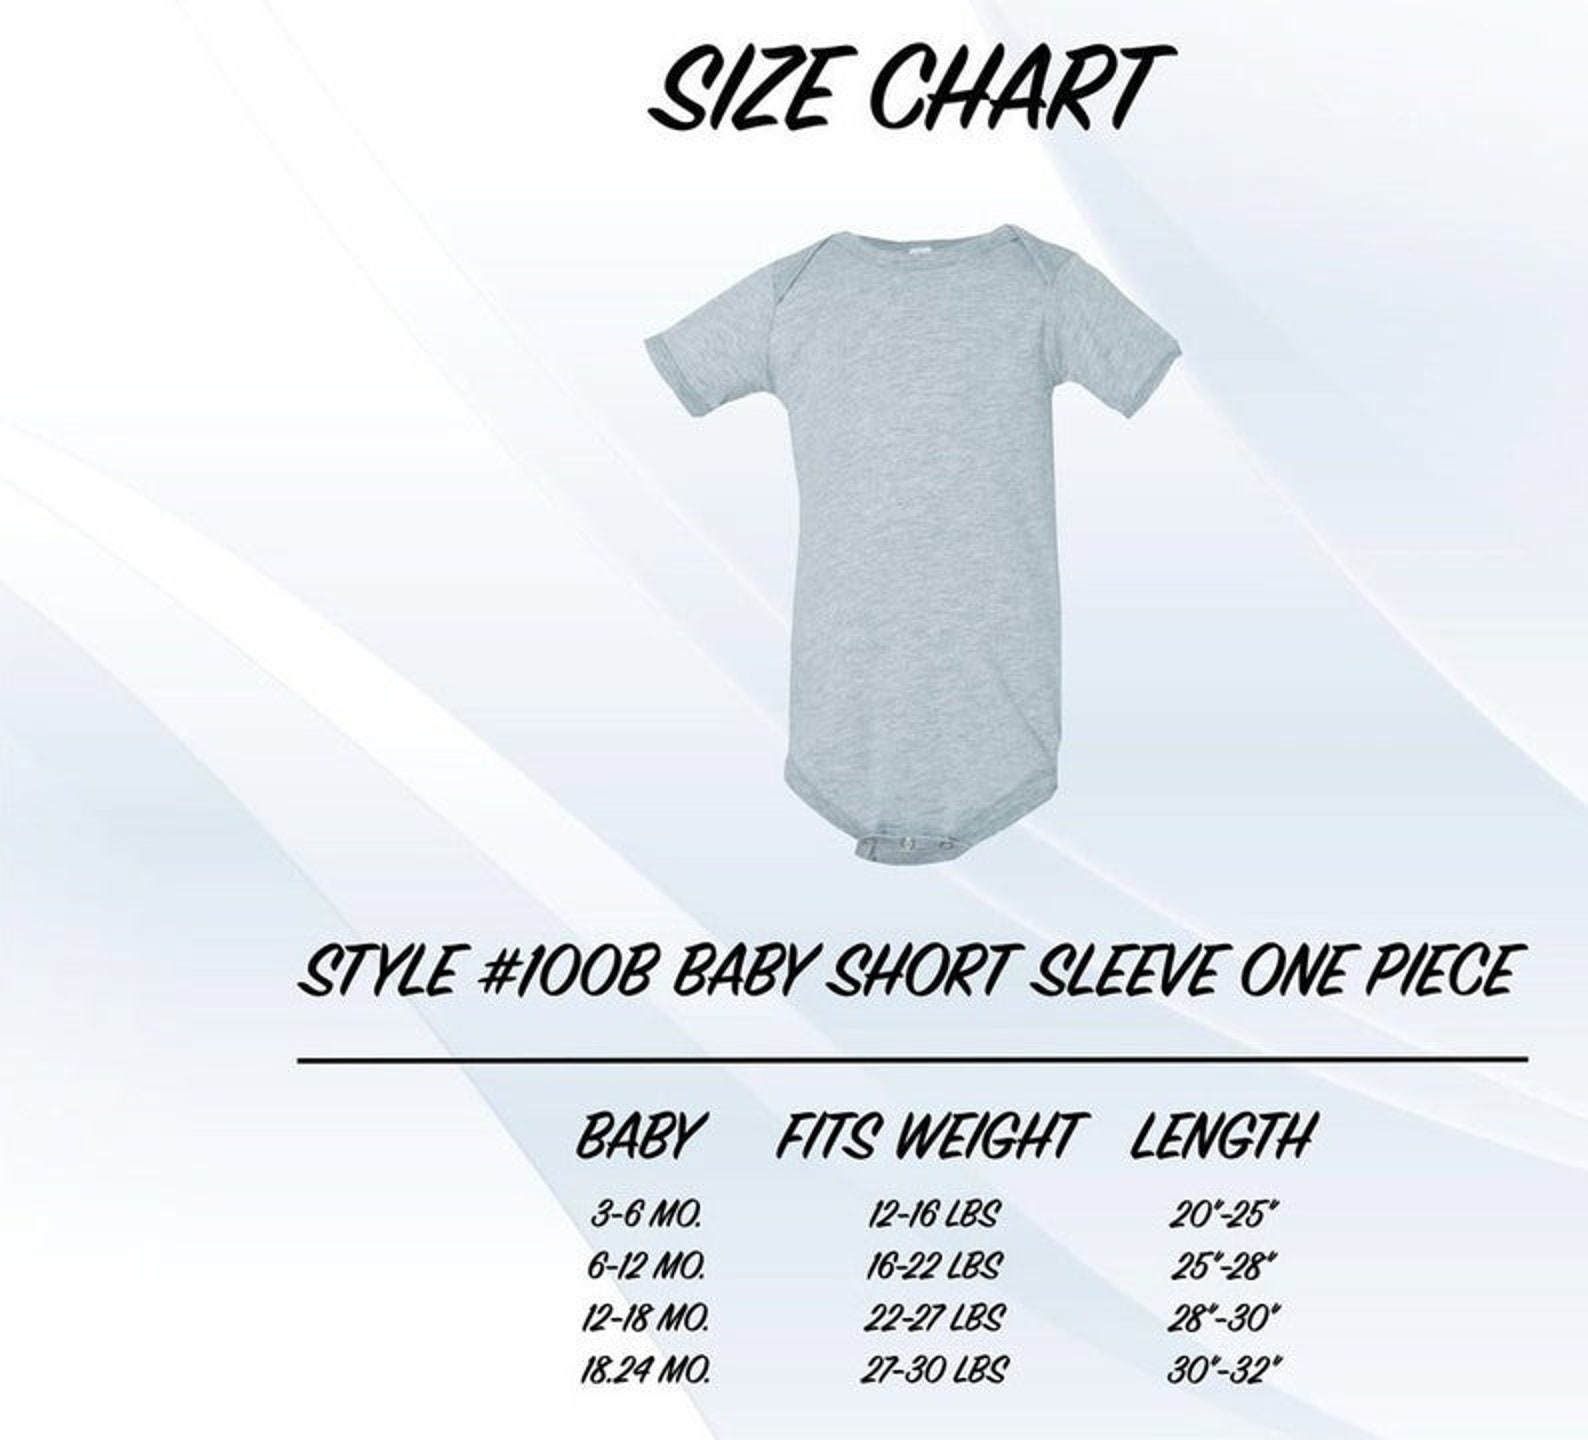 SIZE CHART
STYLE #100B BABY SHORT SLEEVE ONE PIECE
BABY FITS WEIGHT LENGTH
3-6 MO. 12-16 LBS 20"-25"
6-12 MO. 16-22 LBS 25"-28"
12-18 MO. 22-27 LBS 28"-30"
18.24 MO. 27-30 LBS 30"-32"